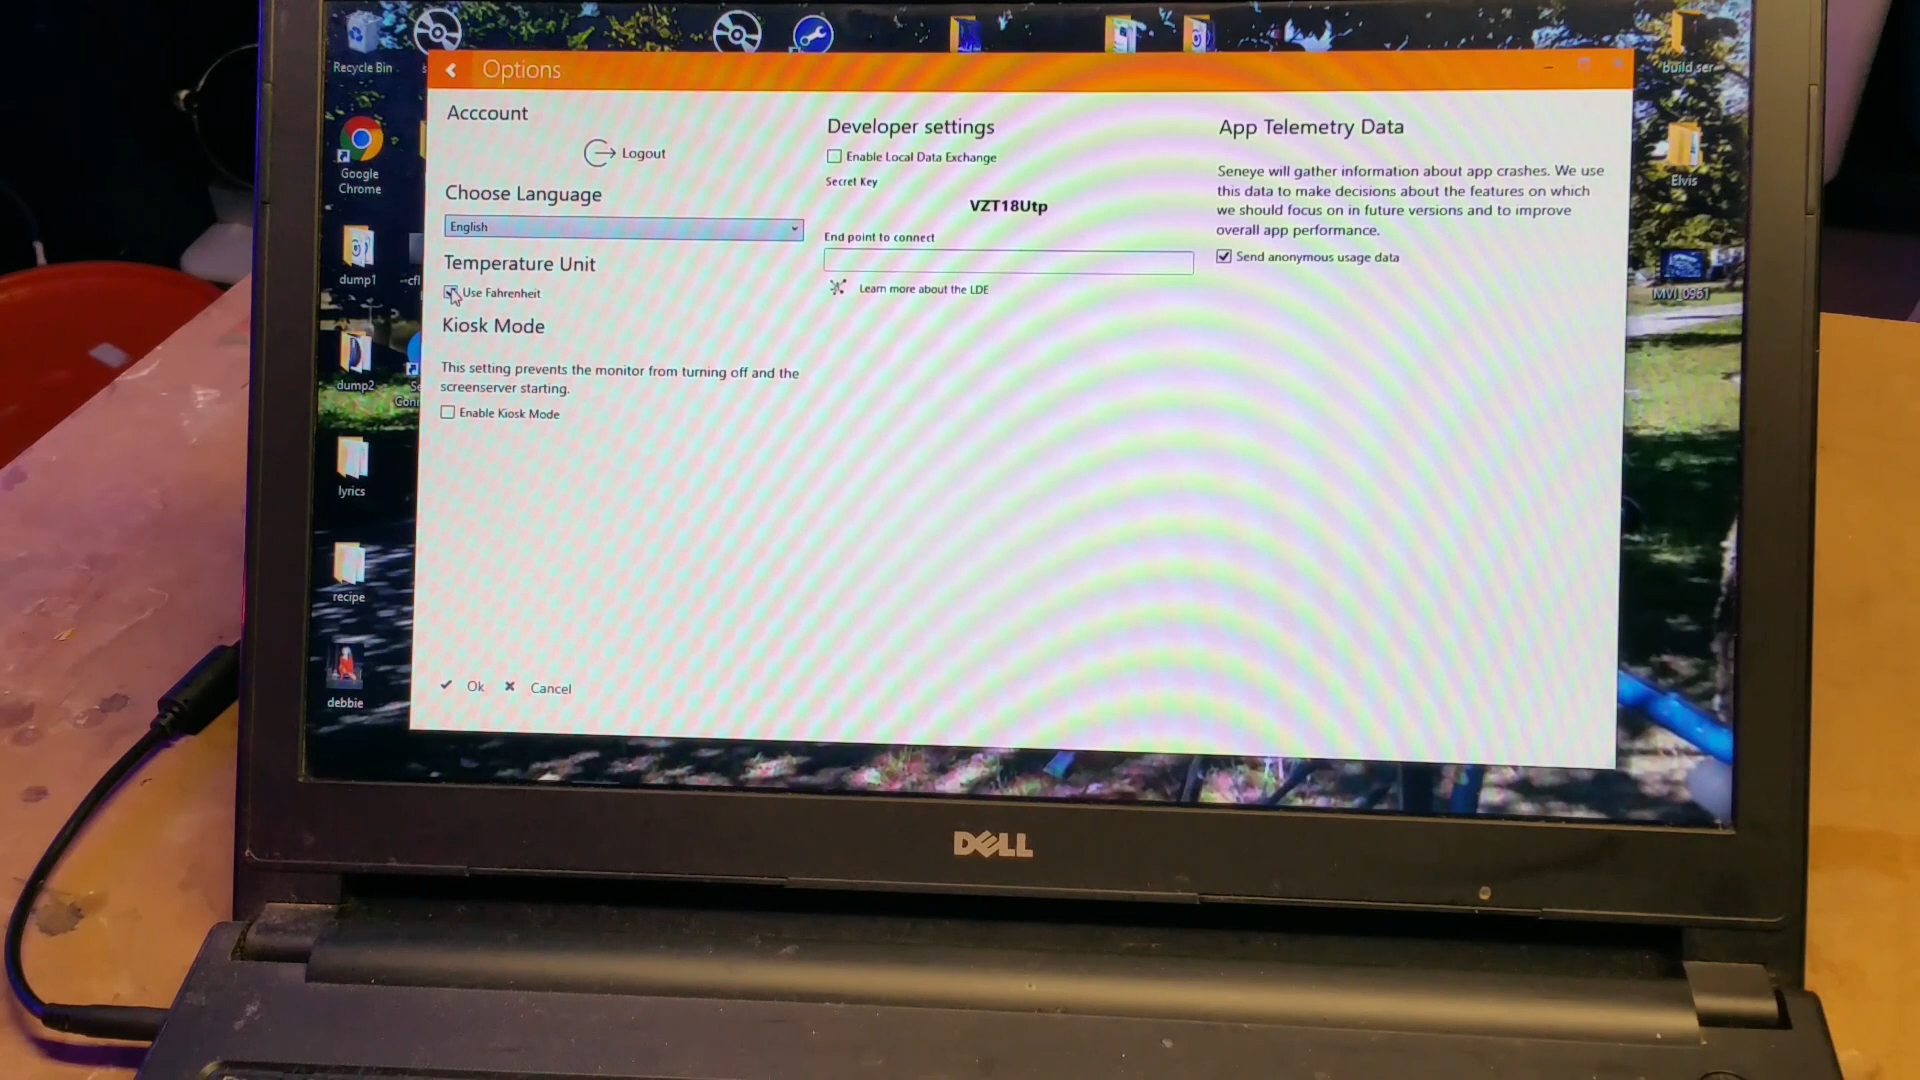 Recycle Bin
Options
build ser
Acccount
Logout
Choose Language
English
Temperature Unit
Use Fahrenheit
Kiosk Mode
This setting prevents the monitor from turning off and the
screenserver starting.
Enable Kiosk Mode
Ok
Cancel
Developer settings
Enable Local Data Exchange
Secret Key
VZT18Utp
End point to connect
Learn more about the LDE
App Telemetry Data
Seneye will gather information about app crashes. We use
this data to make decisions about the features on which
we should focus on in future versions and to improve
overall app performance.
Send anonymous usage data
Google
Chrome
dump1
dump2
lyrics
recipe
debbie
Elvis
MVI_0961
DELL